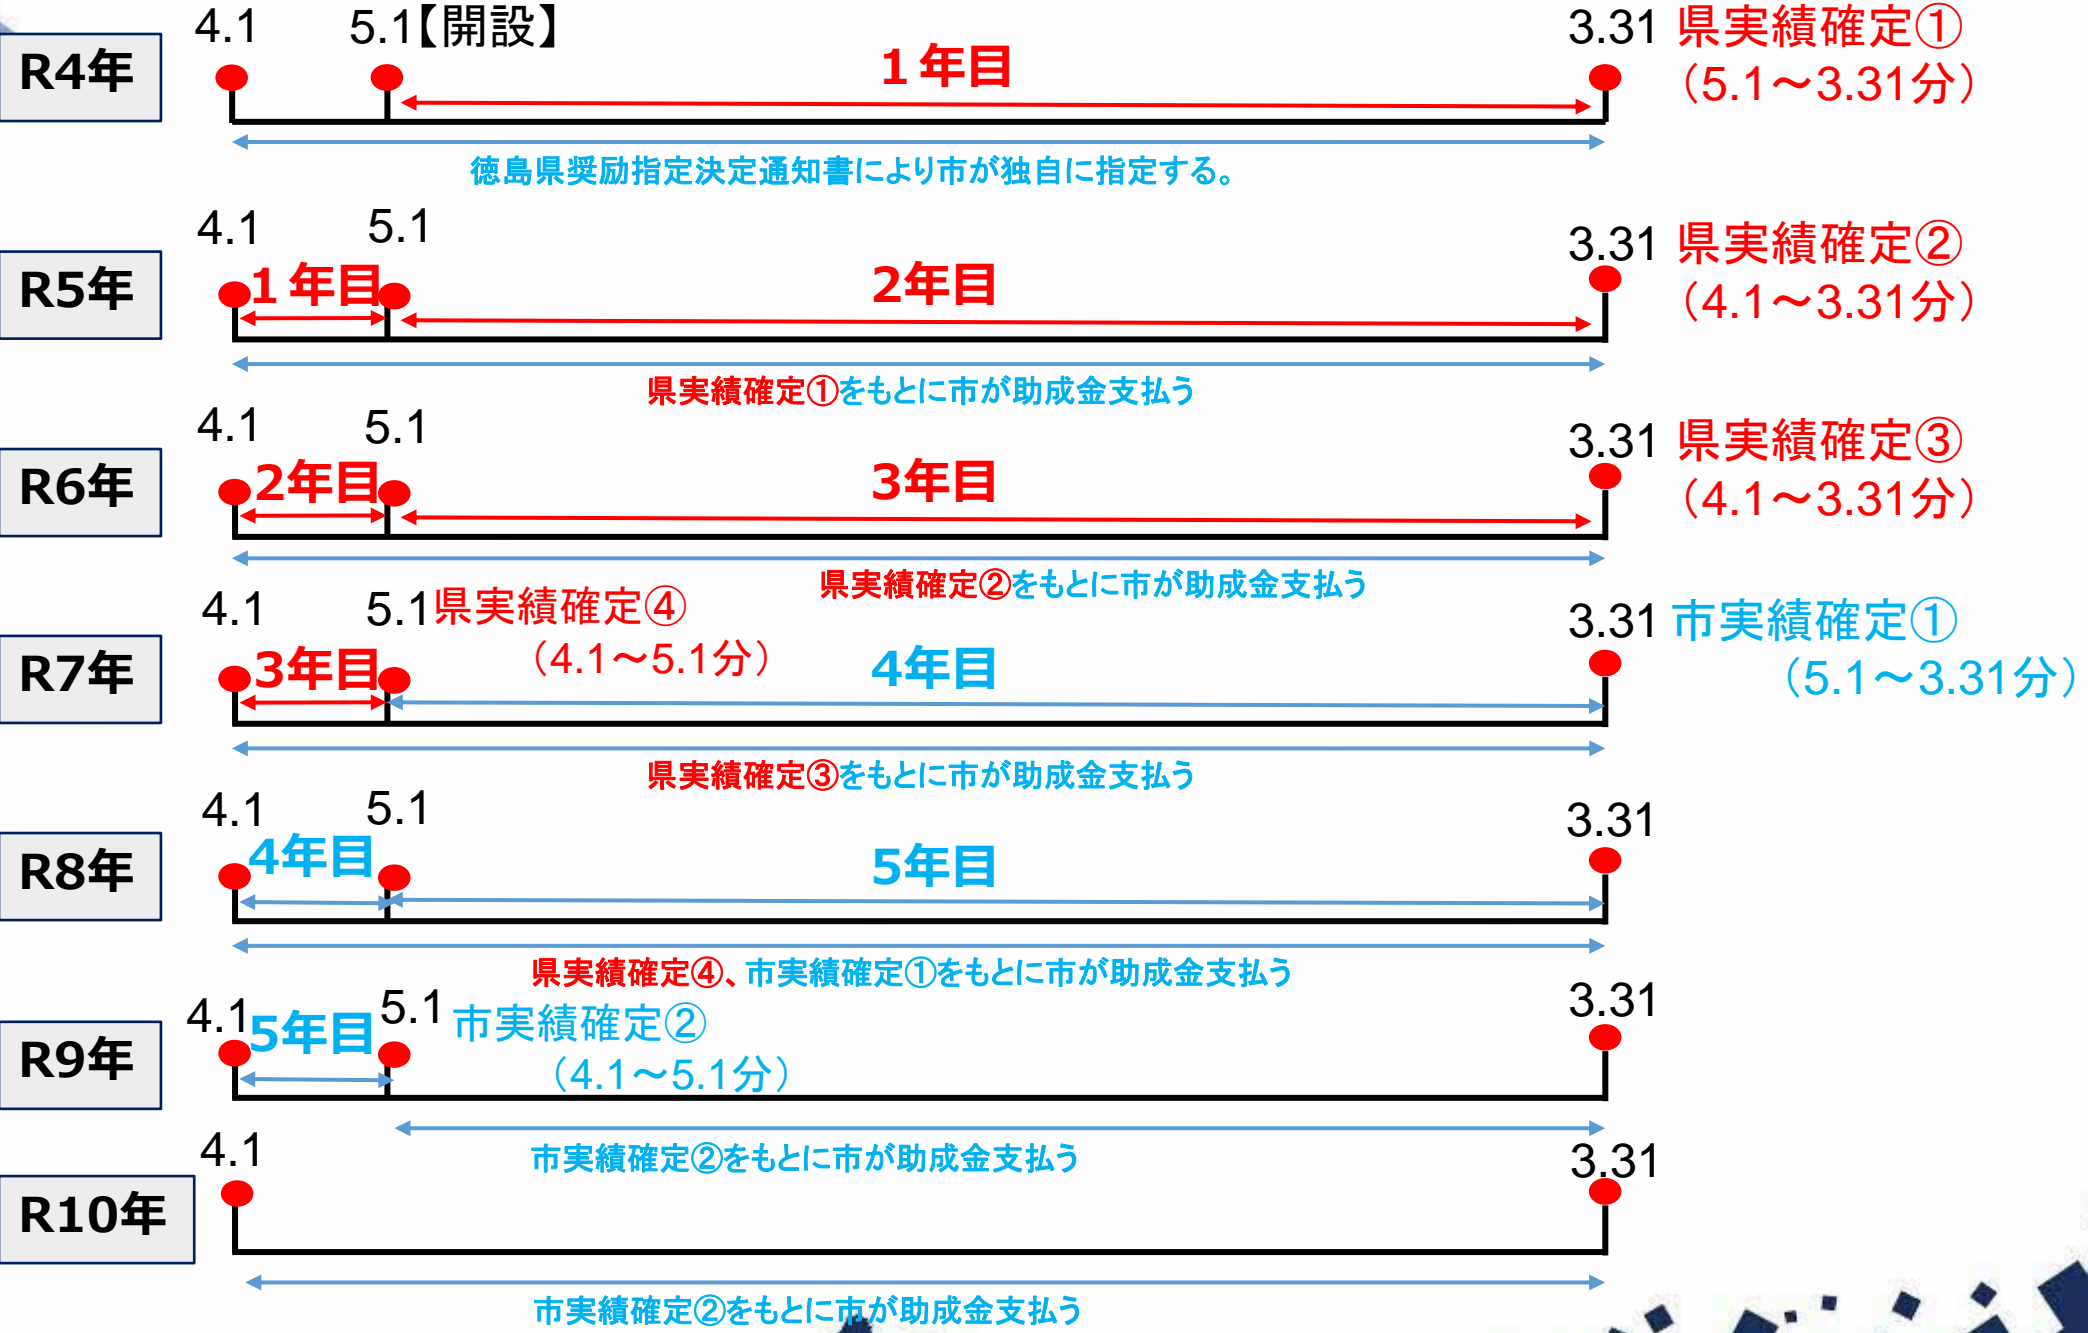 4.1 5.1【開設】 3.31 県実績確定①
R4年 1年目 (5.1～3.31分)
徳島県奨励指定決定通知書により市が独自に指定する。
4.1 5.1 3.31 県実績確定②
R5年 1年目 2年目 (4.1～3.31分)
県実績確定①をもとに市が助成金支払う
4.1 5.1 3.31 県実績確定③
R6年 2年目 3年目 (4.1～3.31分)
県実績確定②をもとに市が助成金支払う
4.1 5.1 県実績確定④ 3.31 市実績確定①
(4.1～5.1分)
R7年 3年目 4年目 (5.1～3.31分)
県実績確定③をもとに市が助成金支払う
4.1 5.1 3.31
R8年 4年目 5年目
県実績確定④、市実績確定①をもとに市が助成金支払う
4.1 5.1 市実績確定② 3.31
R9年 5年目 (4.1～5.1分)
市実績確定②をもとに市が助成金支払う
4.1 3.31
R10年
市実績確定②をもとに市が助成金支払う